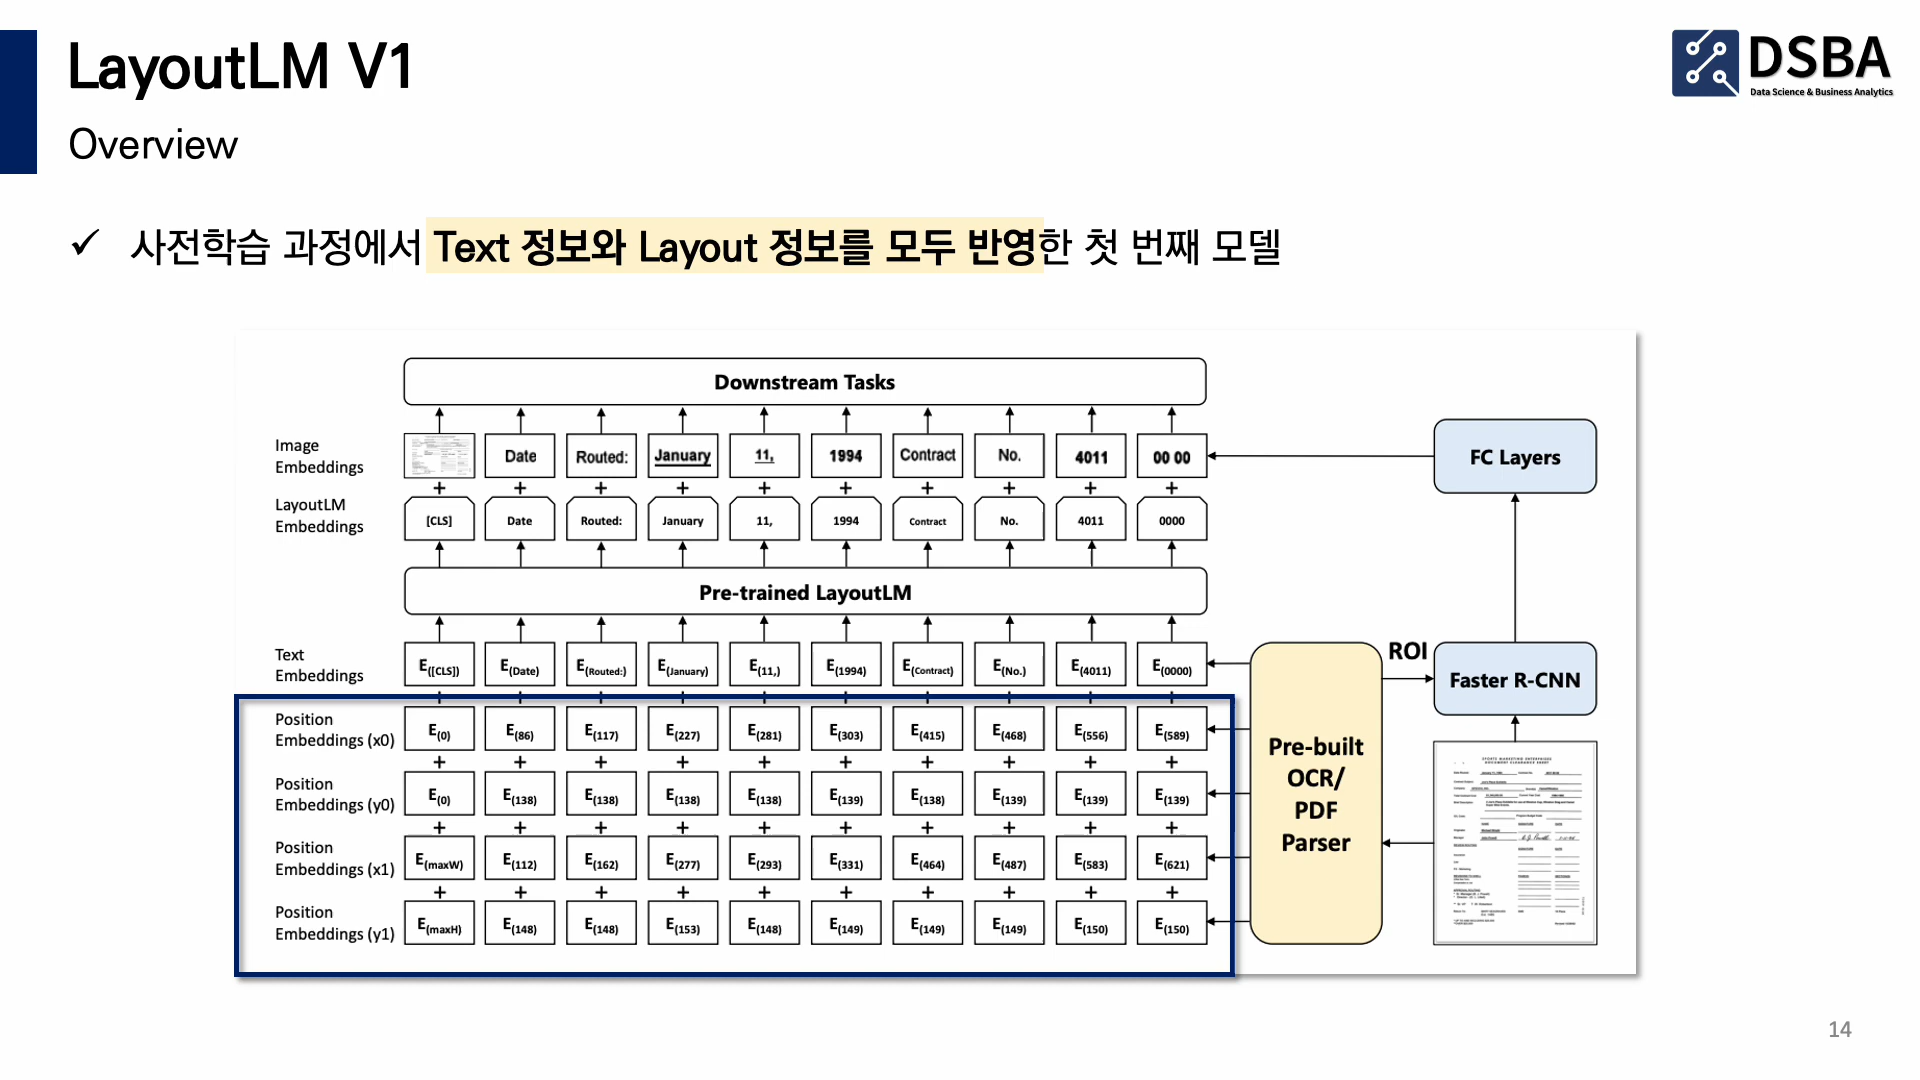 LayoutLM V1
DSBA
Data Science & Business Analytics
Overview
✓ 사전학습 과정에서 Text 정보와 Layout 정보를 모두 반영한 첫 번째 모델
Downstream Tasks
Image
Embeddings
Date Routed: January 11, 1994 Contract No. 4011 00 00
FC Layers
+ + + + + + + + + +
LayoutLM
Embeddings
[CLS] Date Routed: January 11, 1994 Contract No. 4011 0000
Pre-trained LayoutLM
Text
Embeddings
E([CLS]) E(Date) E(Routed:) E(January) E(11,) E(1994) E(Contract) E(No.) E(4011) E(0000)
ROI
Faster R-CNN
Position
Embeddings (x0)
E(0) E(86) E(117) E(227) E(281) E(303) E(415) E(468) E(556) E(589)
+ + + + + + + + + +
Position
Embeddings (y0)
E(0) E(138) E(138) E(138) E(138) E(139) E(138) E(139) E(139) E(139)
+ + + + + + + + + +
Position
Embeddings (x1)
E(maxW) E(112) E(162) E(277) E(293) E(331) E(464) E(487) E(583) E(621)
+ + + + + + + + + +
Position
Embeddings (y1)
E(maxH) E(148) E(148) E(153) E(148) E(149) E(149) E(149) E(150) E(150)
Pre-built
OCR/
PDF
Parser
SPORTS MARKETING ENTERPRISES
DOCUMENT CLEARANCE SHEET
14